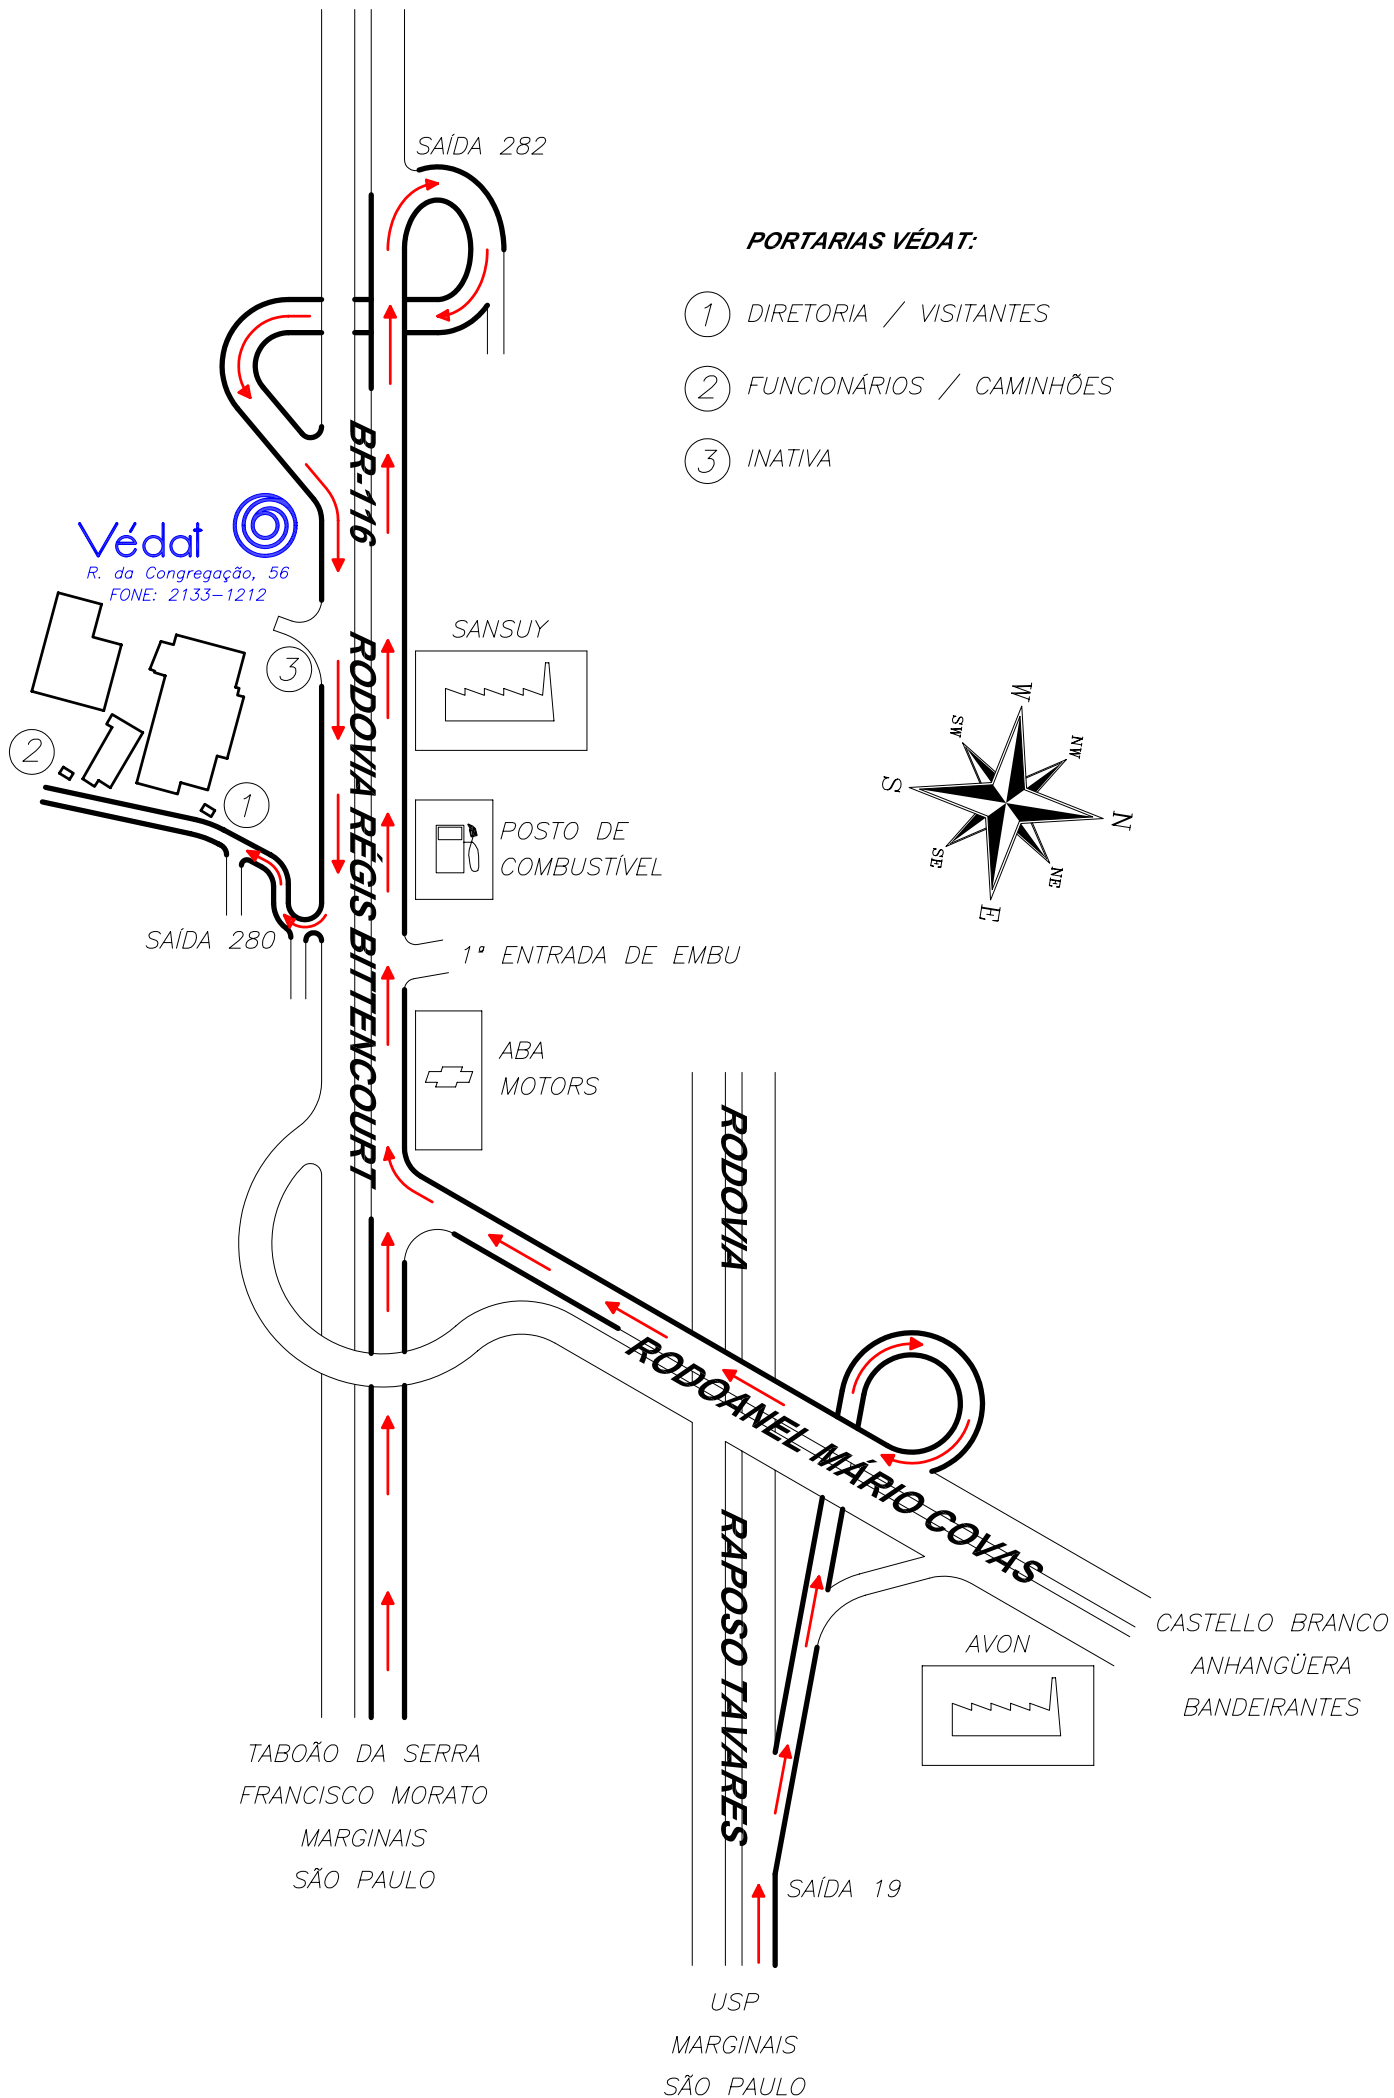 SAÍDA 282
PORTARIAS VÉDAT:
1 DIRETORIA / VISITANTES
2 FUNCIONÁRIOS / CAMINHÕES
3 INATIVA
BR-116
Védat
R. da Congregação, 56
FONE: 2133-1212
RODOVIA RÉGIS BITTENCOURT
SANSUY
3
2
1
POSTO DE
COMBUSTÍVEL
W
NW
N
NE
E
SE
S
SW
SAÍDA 280
1ª ENTRADA DE EMBU
ABA
MOTORS
RODOVIA
RAPOSO TAVARES
RODOANEL MÁRIO COVAS
CASTELLO BRANCO
ANHANGÜERA
BANDEIRANTES
AVON
TABOÃO DA SERRA
FRANCISCO MORATO
MARGINAIS
SÃO PAULO
SAÍDA 19
USP
MARGINAIS
SÃO PAULO